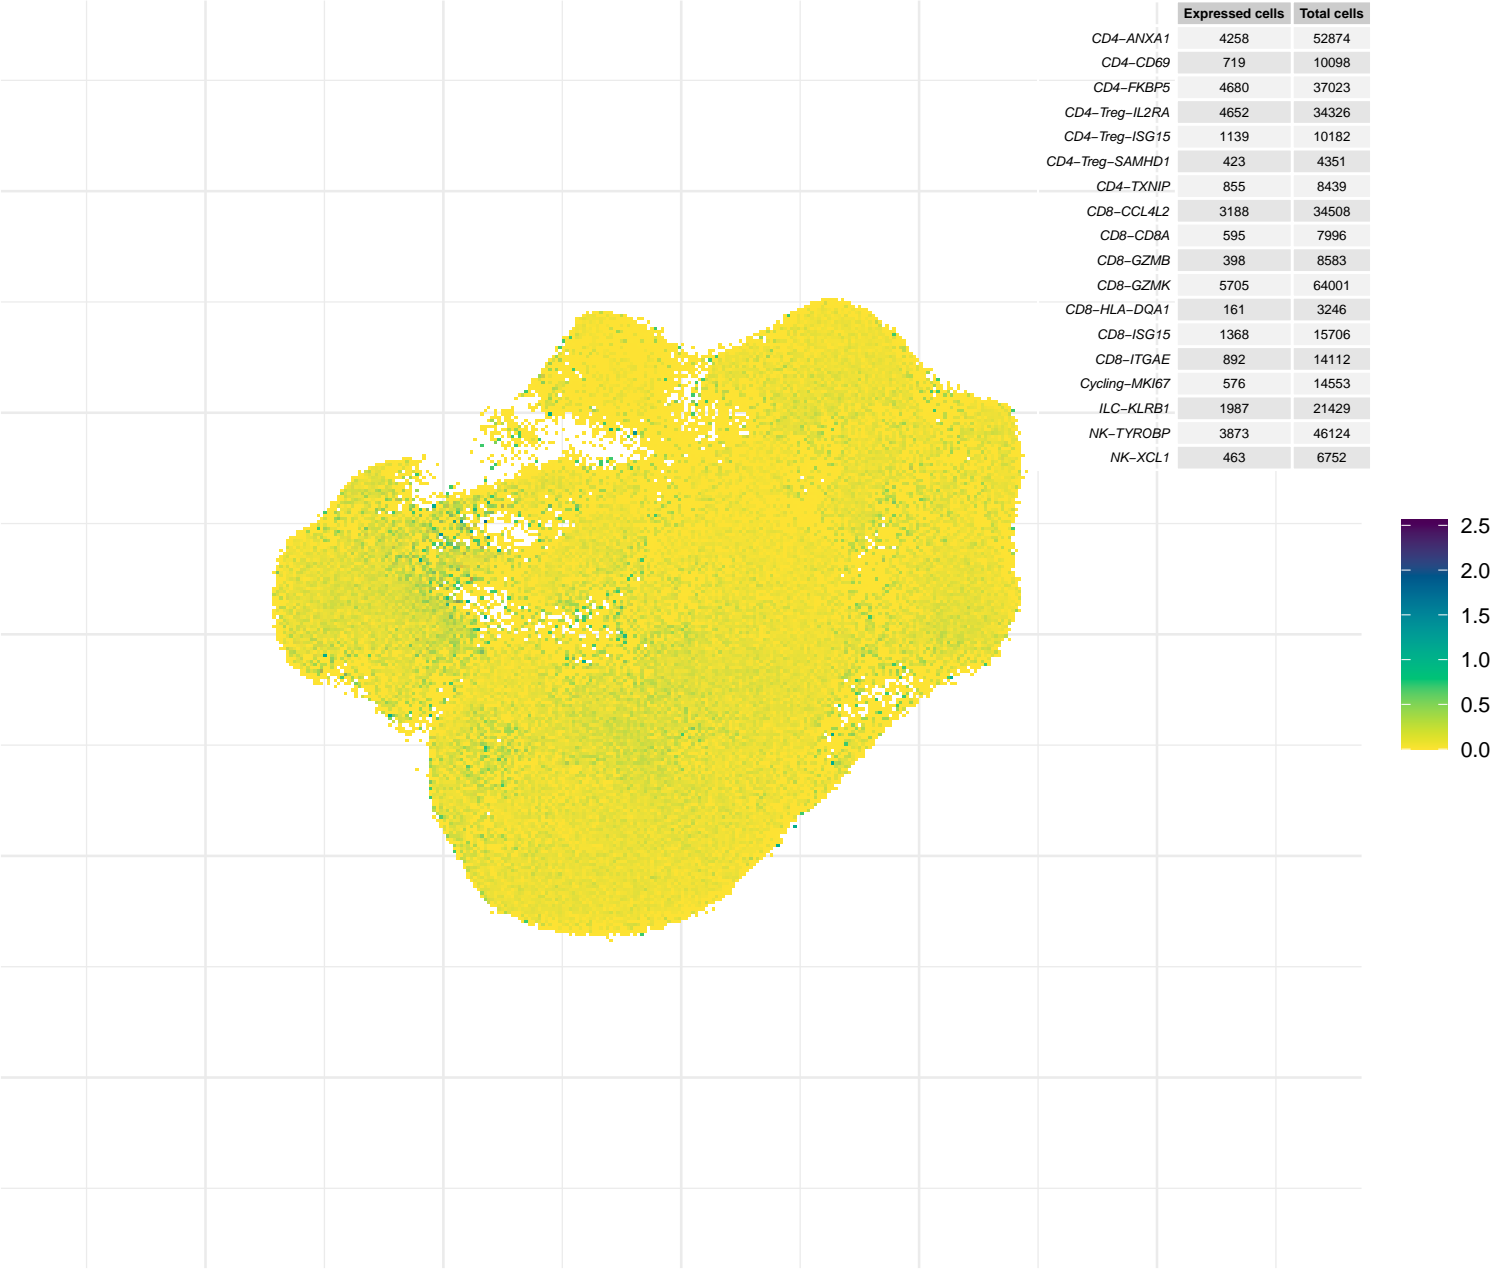 Expressed cells Total cells
CD4−ANXA1 4258 52874
CD4−CD69 719 10098
CD4−FKBP5 4680 37023
CD4−Treg−IL2RA 4652 34326
CD4−Treg−ISG15 1139 10182
CD4−Treg−SAMHD1 423 4351
CD4−TXNIP 855 8439
CD8−CCL4L2 3188 34508
CD8−CD8A 595 7996
CD8−GZMB 398 8583
CD8−GZMK 5705 64001
CD8−HLA−DQA1 161 3246
CD8−ISG15 1368 15706
CD8−ITGAE 892 14112
Cycling−MKI67 576 14553
ILC−KLRB1 1987 21429
NK−TYROBP 3873 46124
NK−XCL1 463 6752
2.5
2.0
1.5
1.0
0.5
0.0